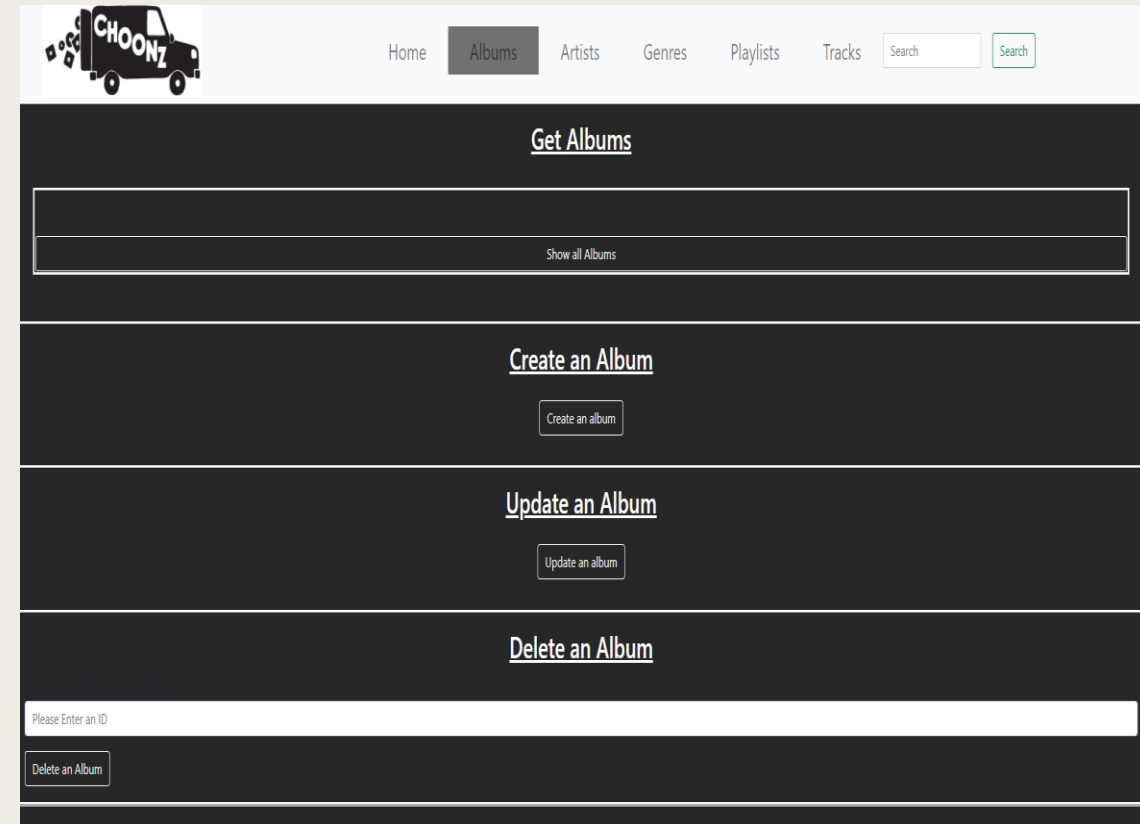 CHOONZ
Home Albums Artists Genres Playlists Tracks Search Search
Get Albums
Show all Albums
Create an Album
Create an album
Update an Album
Update an album
Delete an Album
Please Enter an ID
Delete an Album